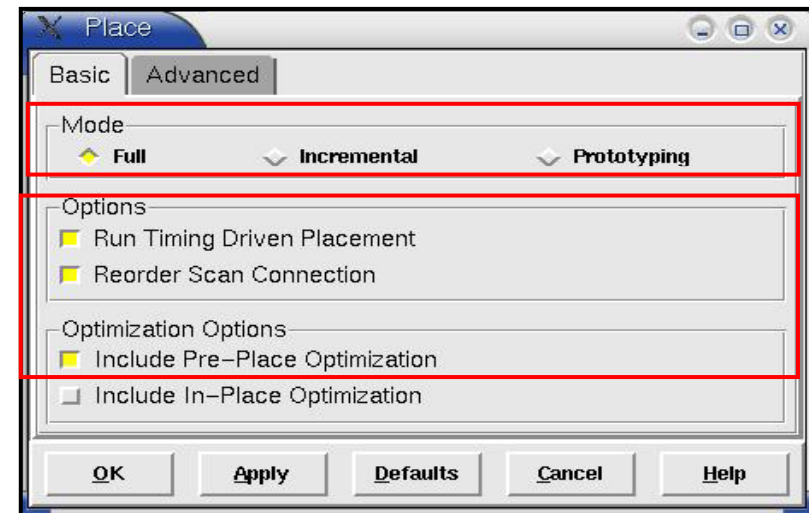 Place
Basic Advanced
Mode
Full Incremental Prototyping
Options
Run Timing Driven Placement
Reorder Scan Connection
Optimization Options
Include Pre-Place Optimization
Include In-Place Optimization
OK Apply Defaults Cancel Help